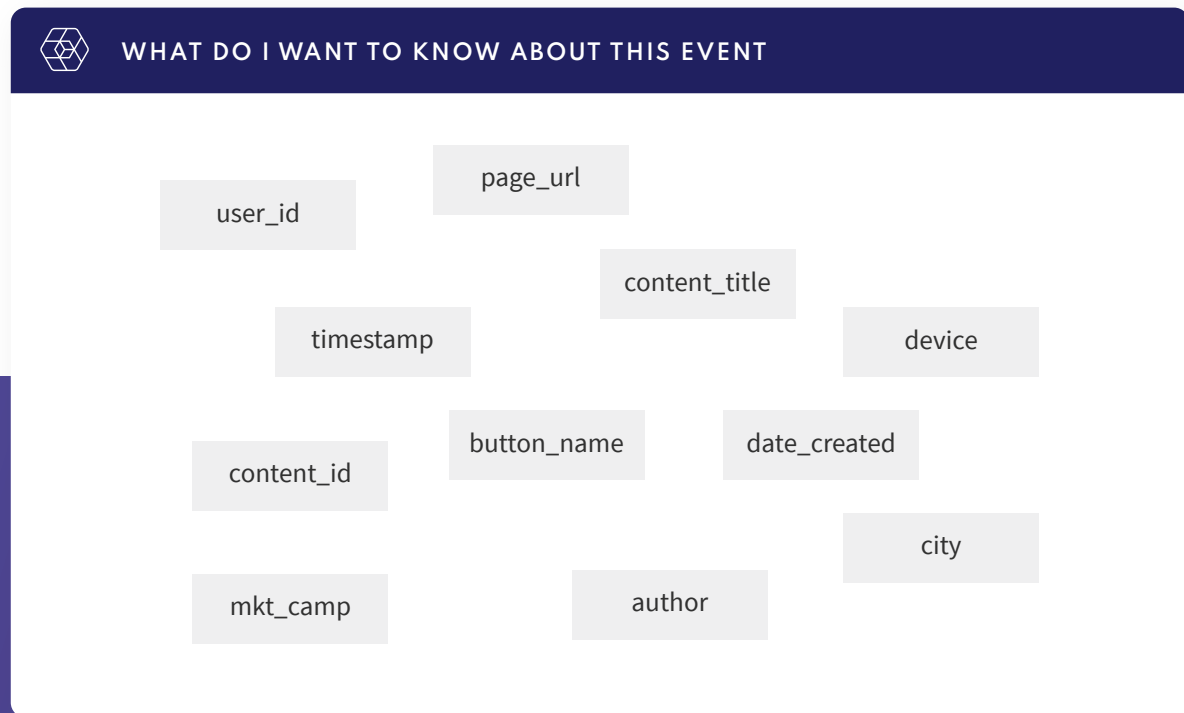 WHAT DO I WANT TO KNOW ABOUT THIS EVENT
page_url
user_id
content_title
timestamp
device
button_name
date_created
content_id
city
author
mkt_camp